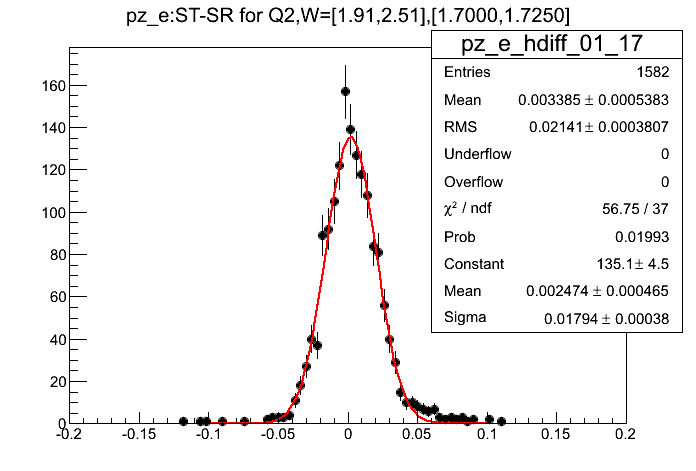 pz_e:ST-SR for Q2,W=[1.91,2.51],[1.7000,1.7250]
pz_e_hdiff_01_17
Entries 1582
Mean 0.003385 ± 0.0005383
RMS 0.02141 ± 0.0003807
Underflow 0
Overflow 0
χ² / ndf 56.75 / 37
Prob 0.01993
Constant 135.1 ± 4.5
Mean 0.002474 ± 0.000465
Sigma 0.01794 ± 0.00038
160
140
120
100
80
60
40
20
0
-0.2 -0.15 -0.1 -0.05 0 0.05 0.1 0.15 0.2